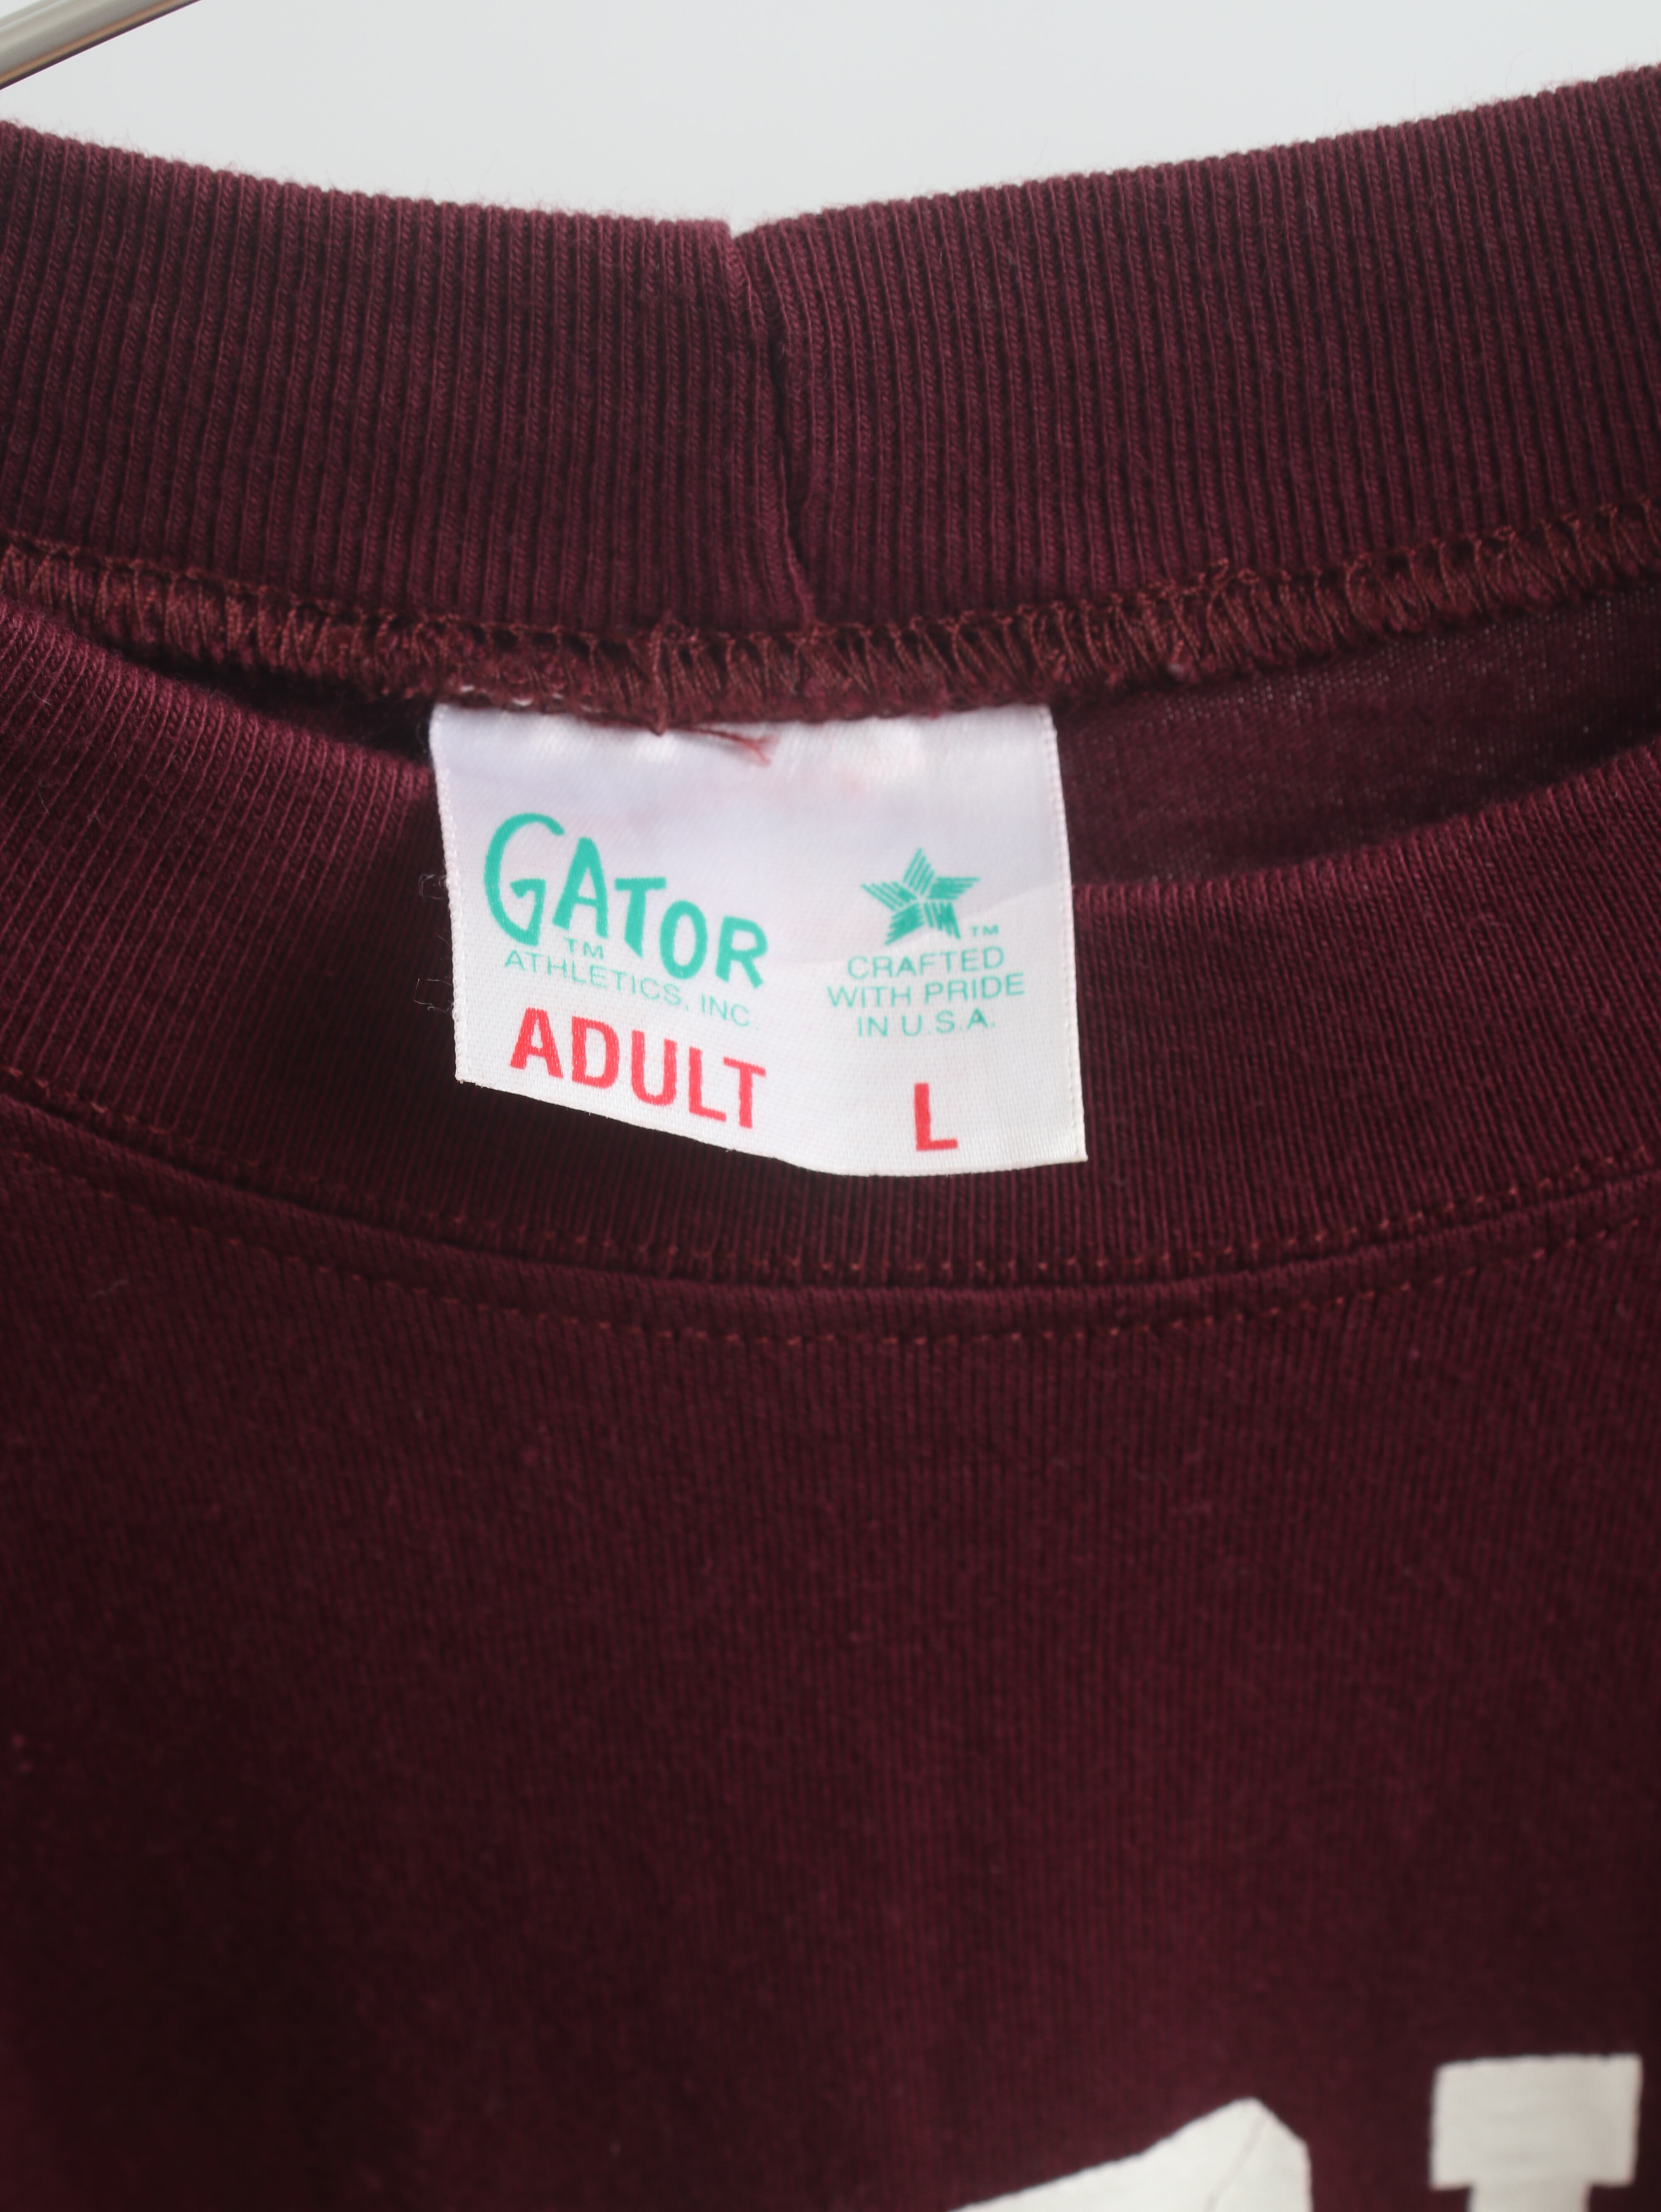 GATOR
TM
ATHLETICS, INC.
ADULT
TM
CRAFTED
WITH PRIDE
IN U.S.A.
L